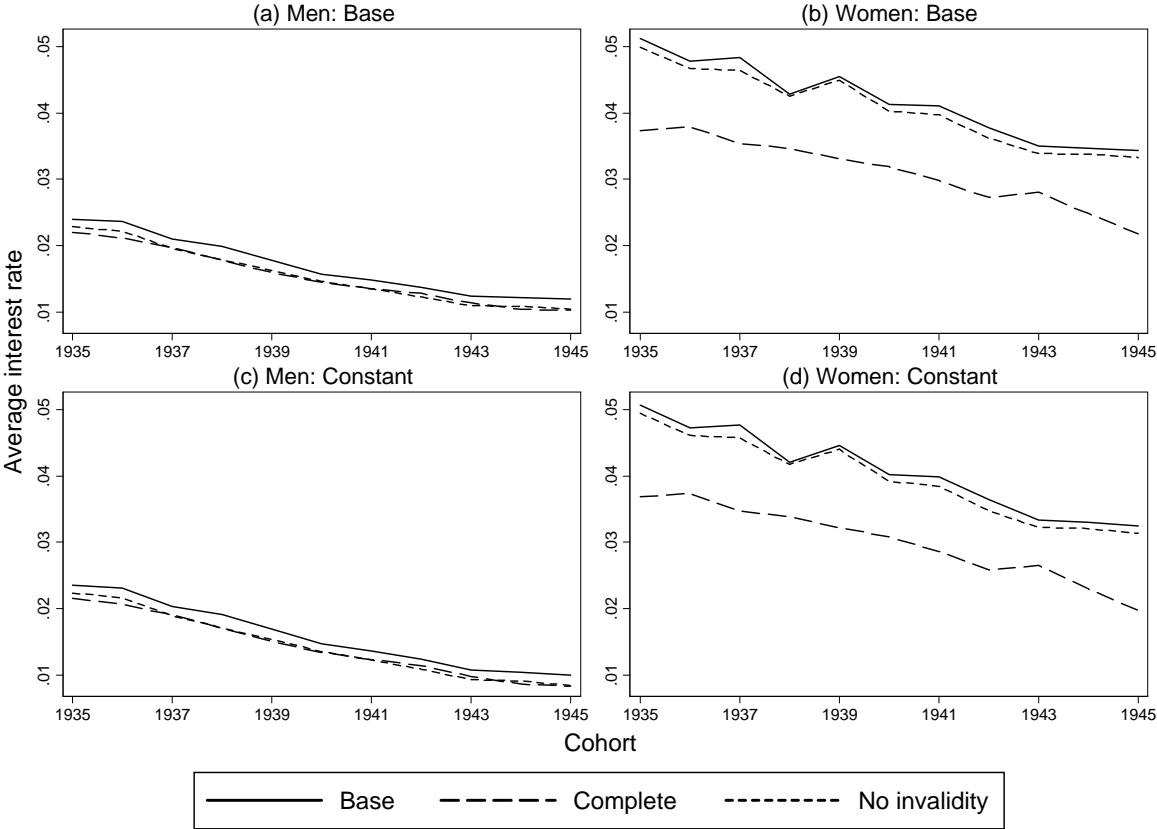 (a) Men: Base
(b) Women: Base
.05
.04
.03
.02
.01
.05
.04
.03
.02
.01
1935 1937 1939 1941 1943 1945
1935 1937 1939 1941 1943 1945
(c) Men: Constant
(d) Women: Constant
Average interest rate
.05
.04
.03
.02
.01
.05
.04
.03
.02
.01
1935 1937 1939 1941 1943 1945
1935 1937 1939 1941 1943 1945
Cohort
Base Complete No invalidity